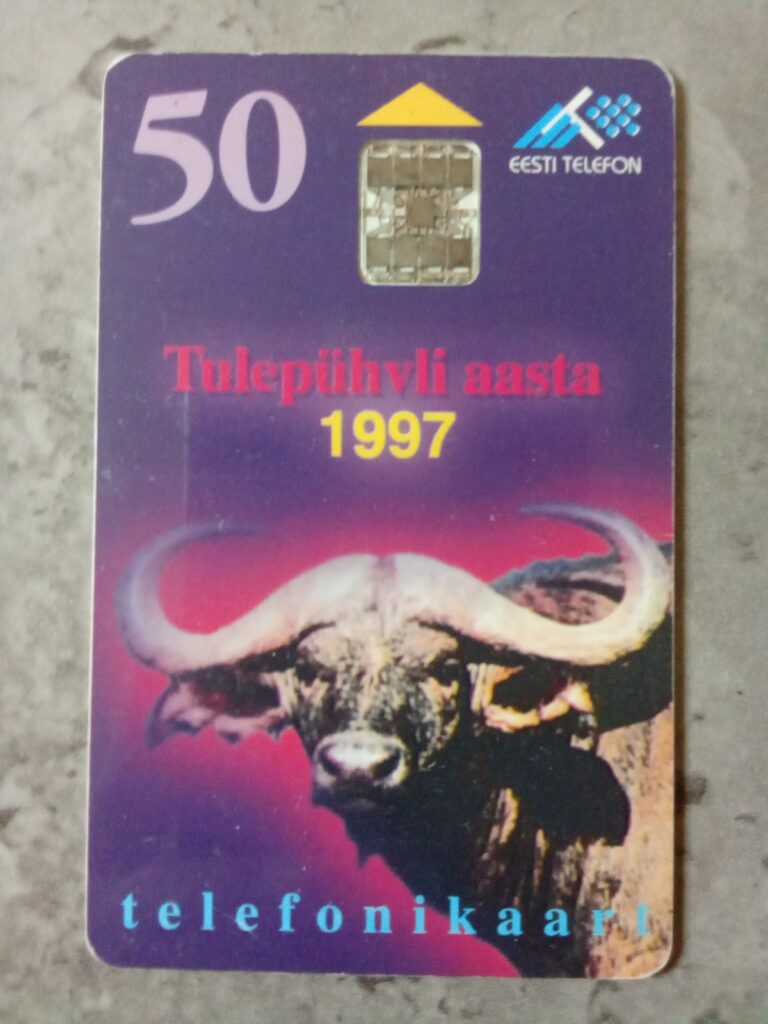 50
EESTI TELEFON
Tulepühvli aasta
1997
telefonikaart